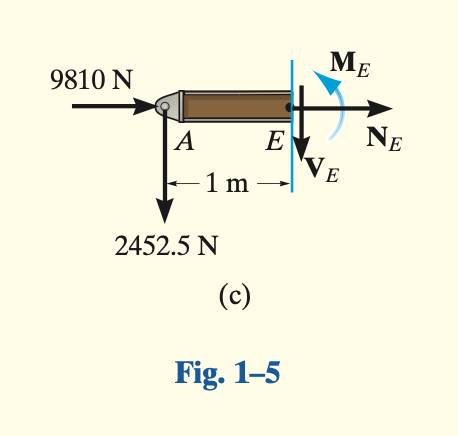 9810 N
M_E
A
E
N_E
V_E
1 m
2452.5 N
(c)
Fig. 1–5